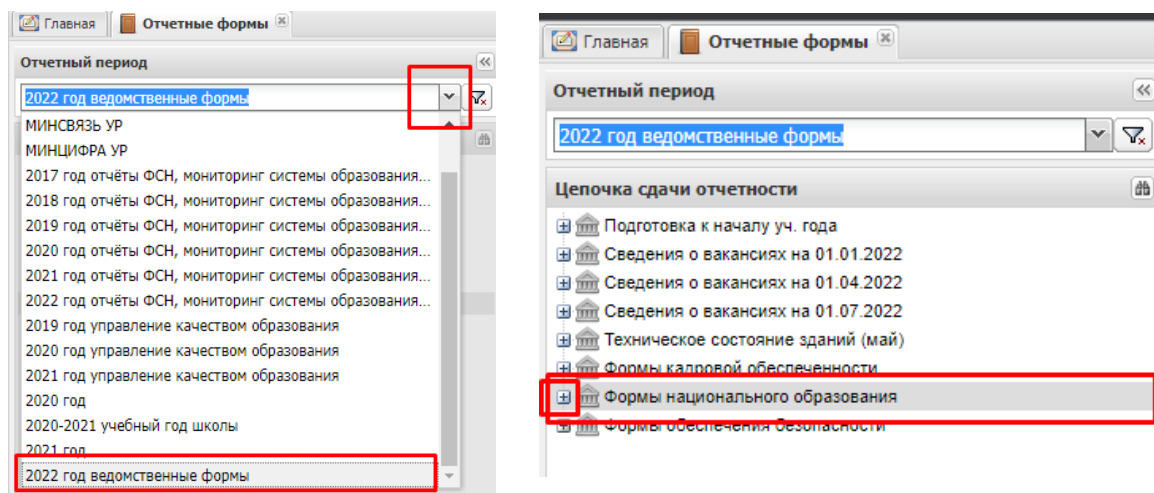 Главная
Отчетные формы
Отчетный период
2022 год ведомственные формы
МИНСВЯЗЬ УР
МИНЦИФРА УР
2017 год отчёты ФСН, мониторинг системы образования...
2018 год отчёты ФСН, мониторинг системы образования...
2019 год отчёты ФСН, мониторинг системы образования...
2020 год отчёты ФСН, мониторинг системы образования...
2021 год отчёты ФСН, мониторинг системы образования...
2022 год отчёты ФСН, мониторинг системы образования...
2019 год управление качеством образования
2020 год управление качеством образования
2021 год управление качеством образования
2020 год
2020-2021 учебный год школы
2021 год
2022 год ведомственные формы
Главная
Отчетные формы
Отчетный период
2022 год ведомственные формы
Цепочка сдачи отчетности
Подготовка к началу уч. года
Сведения о вакансиях на 01.01.2022
Сведения о вакансиях на 01.04.2022
Сведения о вакансиях на 01.07.2022
Техническое состояние зданий (май)
Формы кадровой обеспеченности
Формы национального образования
Формы обеспечения безопасности